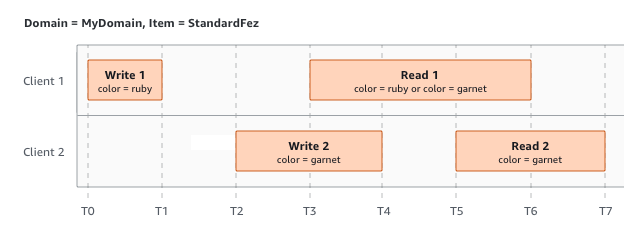 Domain = MyDomain, Item = StandardFez
Client 1
Write 1
color = ruby
Read 1
color = ruby or color = garnet
Client 2
Write 2
color = garnet
Read 2
color = garnet
T0 T1 T2 T3 T4 T5 T6 T7